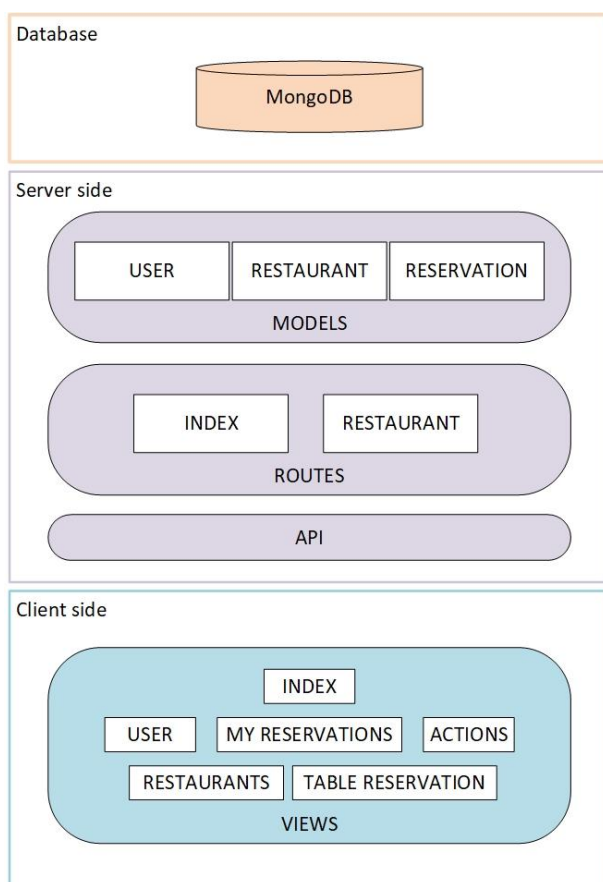 Database
MongoDB
Server side
USER RESTAURANT RESERVATION
MODELS
INDEX RESTAURANT
ROUTES
API
Client side
INDEX
USER MY RESERVATIONS ACTIONS
RESTAURANTS TABLE RESERVATION
VIEWS